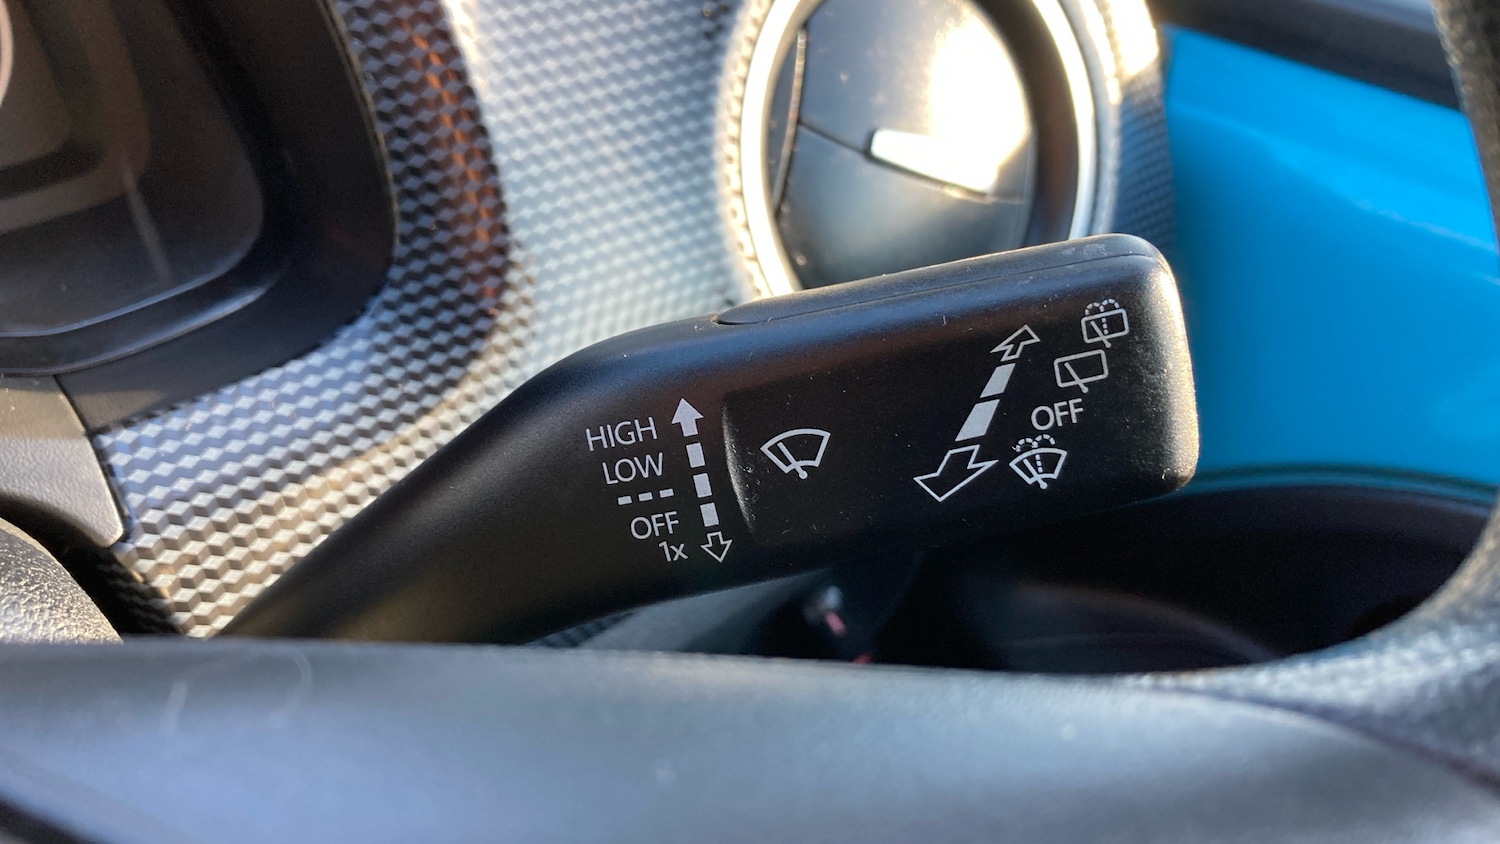 HIGH
LOW
---
OFF
1x
OFF